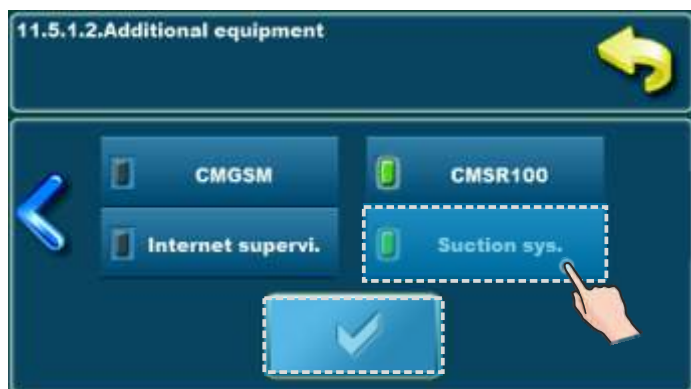 11.5.1.2.Additional equipment
CMGSM
CMSR100
Internet supervi.
Suction sys.